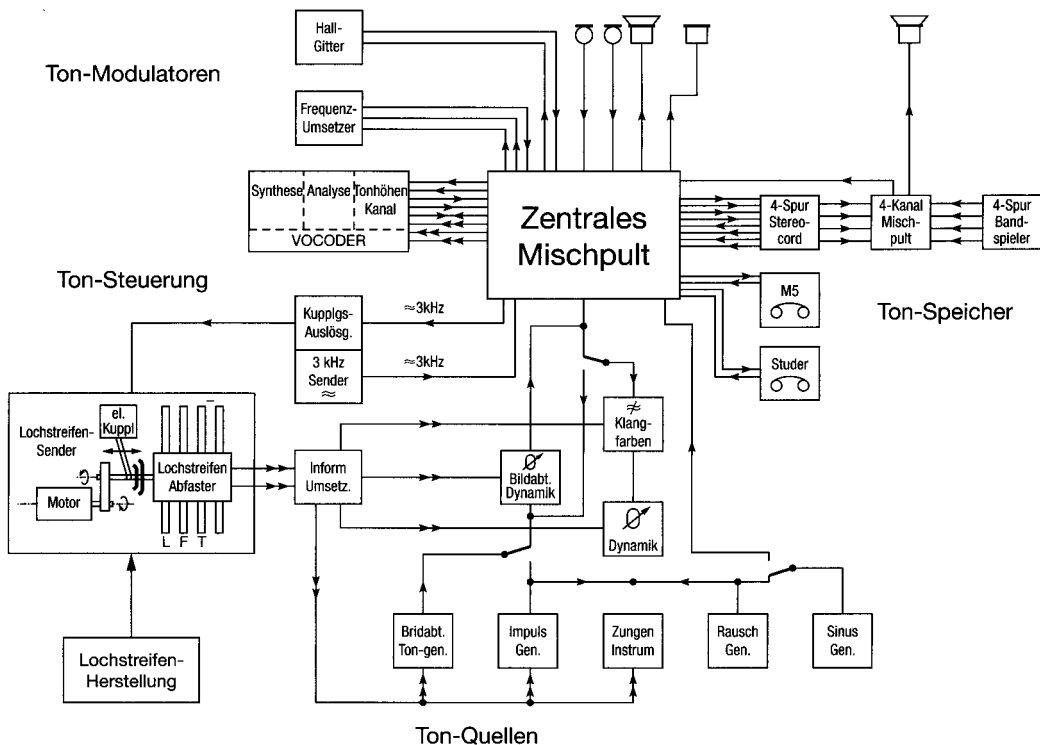 Hall-
Gitter
Ton-Modulatoren
Frequenz-
Umsetzer
Synthese Analyse Tonhöhen
Kanal
VOCODER
Zentrales
Mischpult
4-Spur
Stereo-
cord
4-Kanal
Misch-
pult
4-Spur
Band-
spieler
Ton-Steuerung
M5
Ton-Speicher
Kupplgs-
Auslösg.
≈3kHz
3 kHz
Sender
≈
≈3kHz
Studer
el.
Kuppl
Lochstreifen-
Sender
Motor
Lochstreifen
Abfaster
L F T
Inform
Umsetz.
Klang-
farben
Bildabt.
Dynamik
Dynamik
Bridabt.
Ton-gen.
Impuls
Gen.
Zungen
Instrum
Rausch
Gen.
Sinus
Gen.
Lochstreifen-
Herstellung
Ton-Quellen